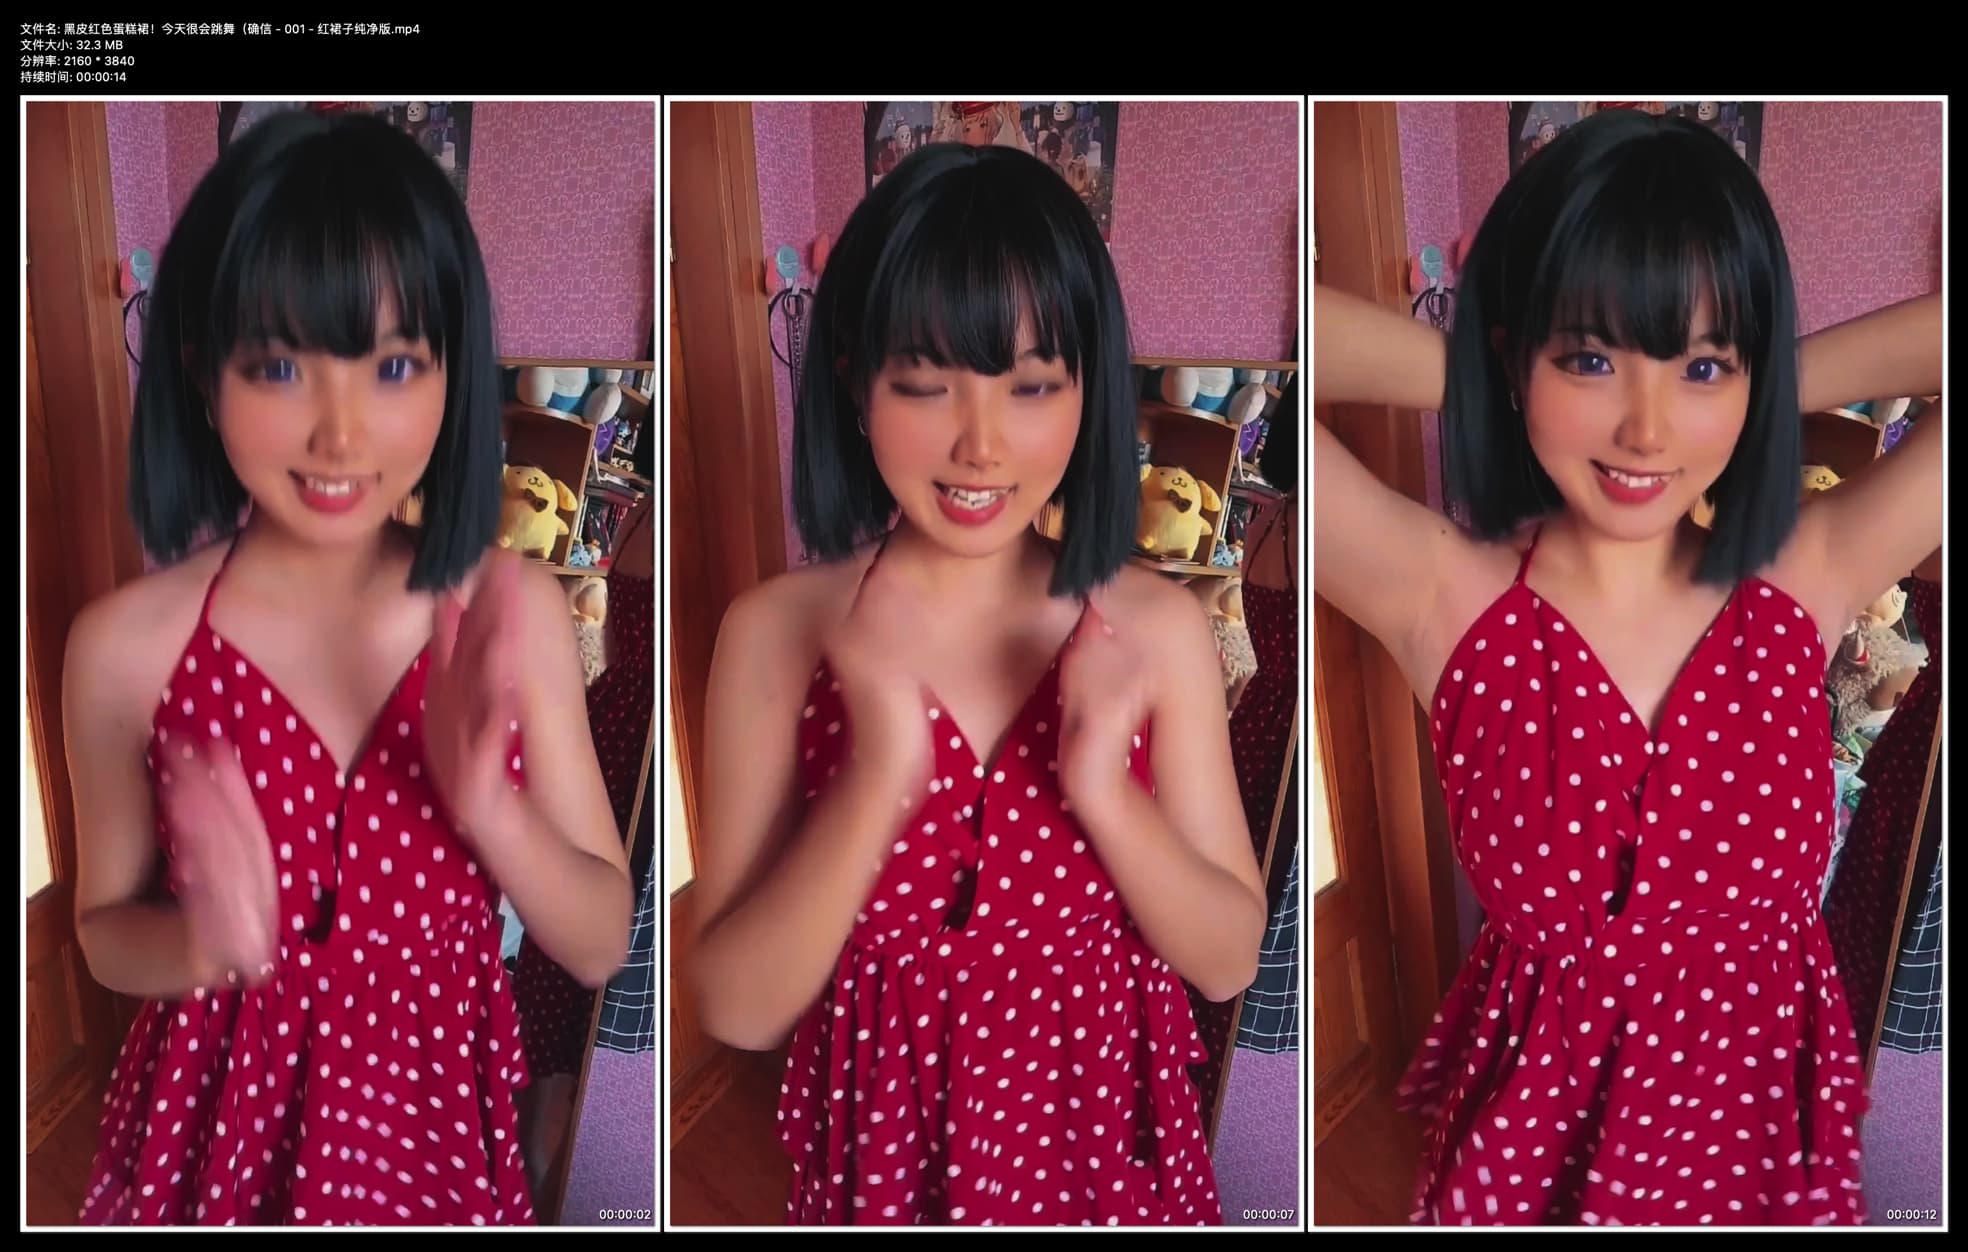 文件名: 黑皮红色蛋糕裙！今天很会跳舞（确信 - 001 - 红裙子纯净版.mp4
文件大小: 32.3 MB
分辨率: 2160 * 3840
持续时间: 00:00:14
00:00:02
00:00:07
00:00:12